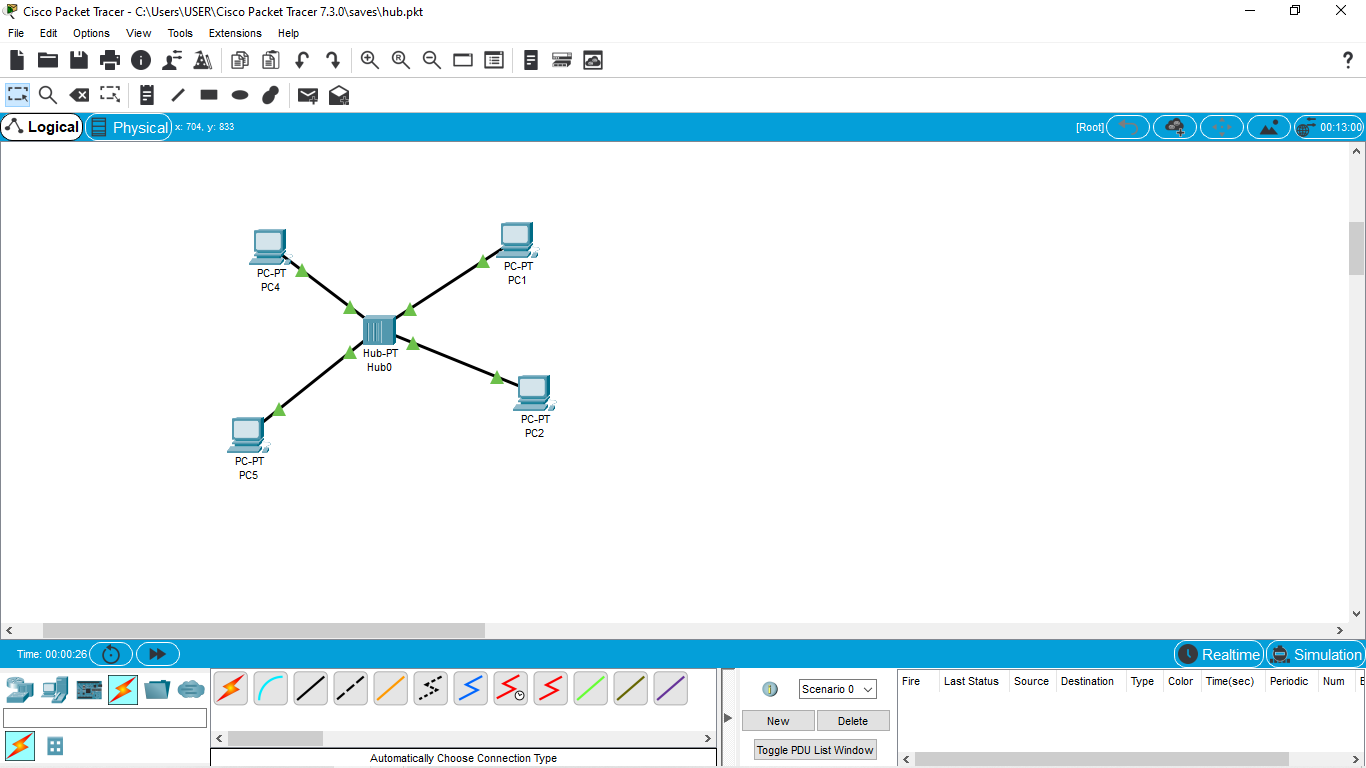 Cisco Packet Tracer - C:\Users\USER\Cisco Packet Tracer 7.3.0\saves\hub.pkt
File Edit Options View Tools Extensions Help
R ?
Logical Physical x: 704, y: 833 [Root] 00:13:00
PC-PT
PC4
PC-PT
PC1
Hub-PT
Hub0
PC-PT
PC2
PC-PT
PC5
Time: 00:00:26 Realtime Simulation
Scenario 0
New Delete
Toggle PDU List Window
Fire Last Status Source Destination Type Color Time(sec) Periodic Num E
Automatically Choose Connection Type